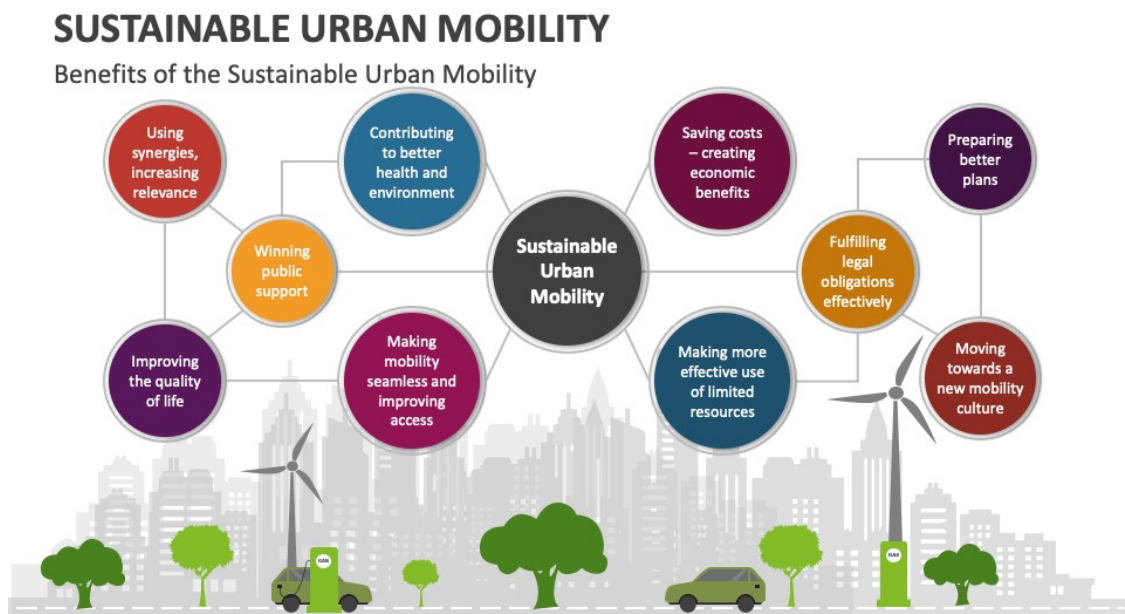 SUSTAINABLE URBAN MOBILITY
Benefits of the Sustainable Urban Mobility
Using
synergies,
increasing
relevance
Contributing
to better
health and
environment
Saving costs
– creating
economic
benefits
Preparing
better
plans
Winning
public
support
Sustainable
Urban
Mobility
Fulfilling
legal
obligations
effectively
Improving
the quality
of life
Making
mobility
seamless and
improving
access
Making more
effective use
of limited
resources
Moving
towards a
new mobility
culture
GAS
GAS